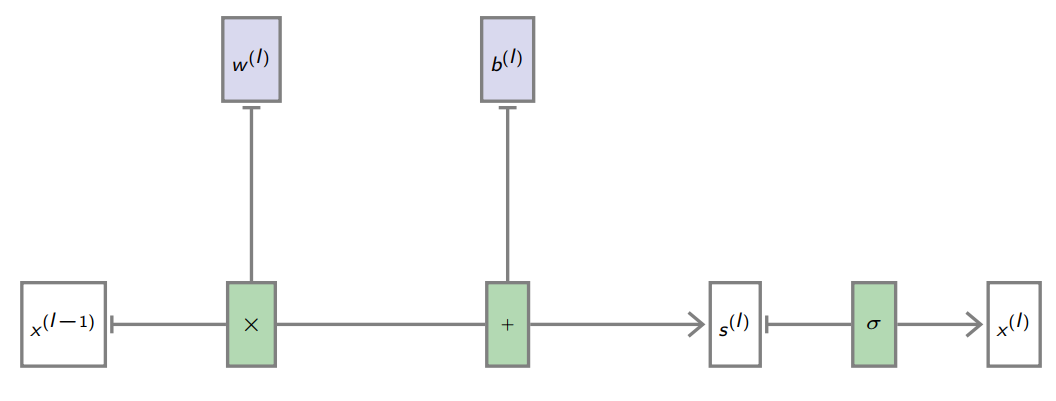 w(l)
b(l)
x(l−1)
×
+
s(l)
σ
x(l)